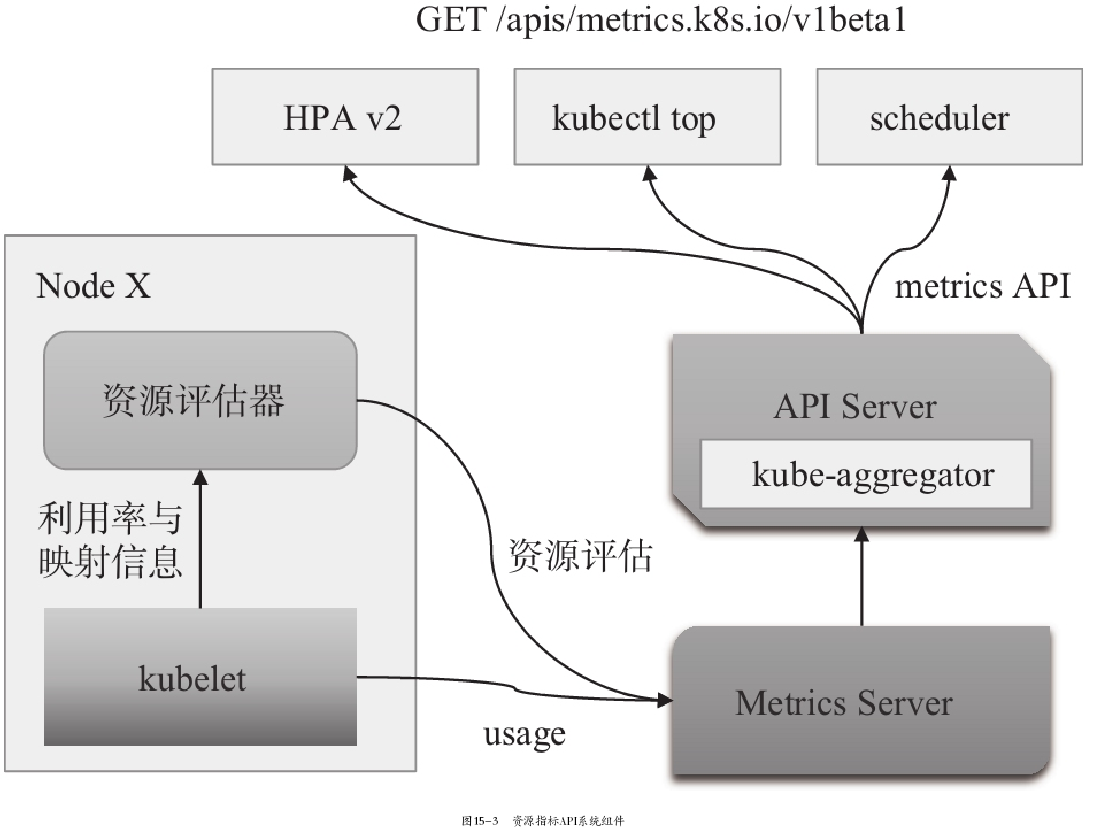 GET /apis/metrics.k8s.io/v1beta1
HPA v2
kubectl top
scheduler
Node X
metrics API
资源评估器
API Server
kube-aggregator
利用率与
映射信息
资源评估
kubelet
Metrics Server
usage
图15-3 资源指标API系统组件